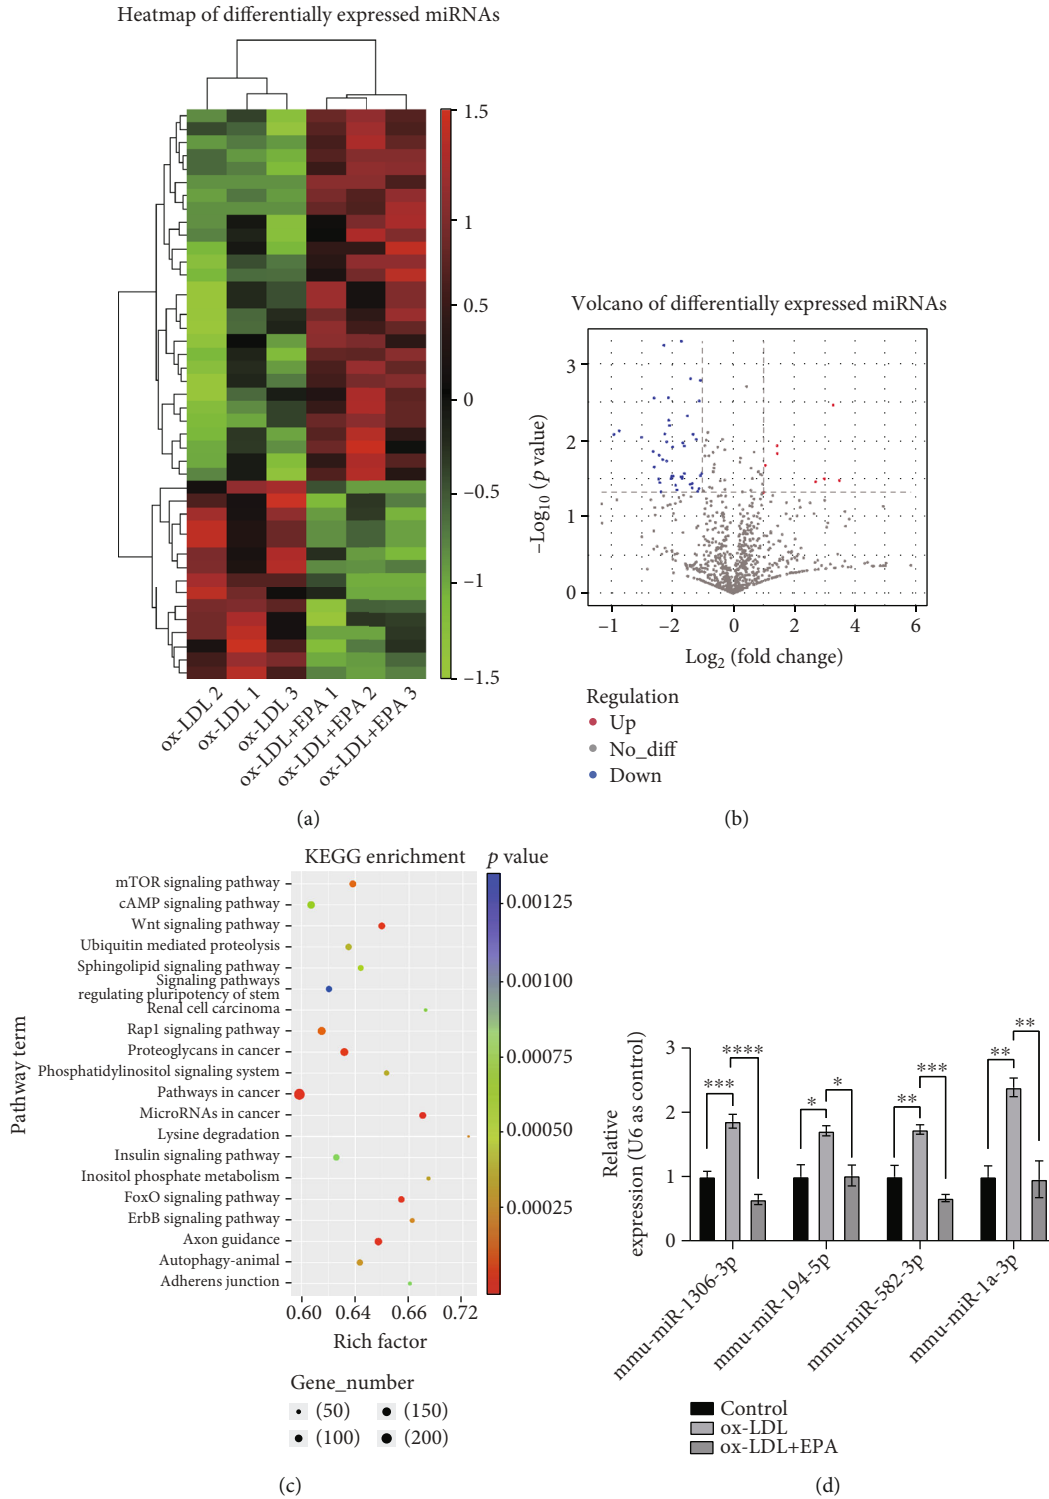 Heatmap of differentially expressed miRNAs
1.5
1
0.5
0
−0.5
−1
−1.5
ox-LDL 2
ox-LDL 1
ox-LDL 3
ox-LDL+EPA 1
ox-LDL+EPA 2
ox-LDL+EPA 3
(a)
Volcano of differentially expressed miRNAs
−Log10 (p value)
3
2
1
0
−1
−2
0
2
4
6
Log2 (fold change)
Regulation
Up
No_diff
Down
(b)
KEGG enrichment
p value
Pathway term
mTOR signaling pathway
cAMP signaling pathway
Wnt signaling pathway
Ubiquitin mediated proteolysis
Sphingolipid signaling pathway
Signaling pathways
regulating pluripotency of stem
Renal cell carcinoma
Rap1 signaling pathway
Proteoglycans in cancer
Phosphatidylinositol signaling system
Pathways in cancer
MicroRNAs in cancer
Lysine degradation
Insulin signaling pathway
Inositol phosphate metabolism
FoxO signaling pathway
ErbB signaling pathway
Axon guidance
Autophagy-animal
Adherens junction
0.60
0.64
0.66
0.72
Rich factor
0.00125
0.00100
0.00075
0.00050
0.00025
Gene_number
(50)
(150)
(100)
(200)
(c)
Relative
expression (U6 as control)
3
2
1
0
***
****
*
*
**
***
**
**
mmu-miR-1306-3p
mmu-miR-194-5p
mmu-miR-582-3p
mmu-miR-1a-3p
Control
ox-LDL
ox-LDL+EPA
(d)